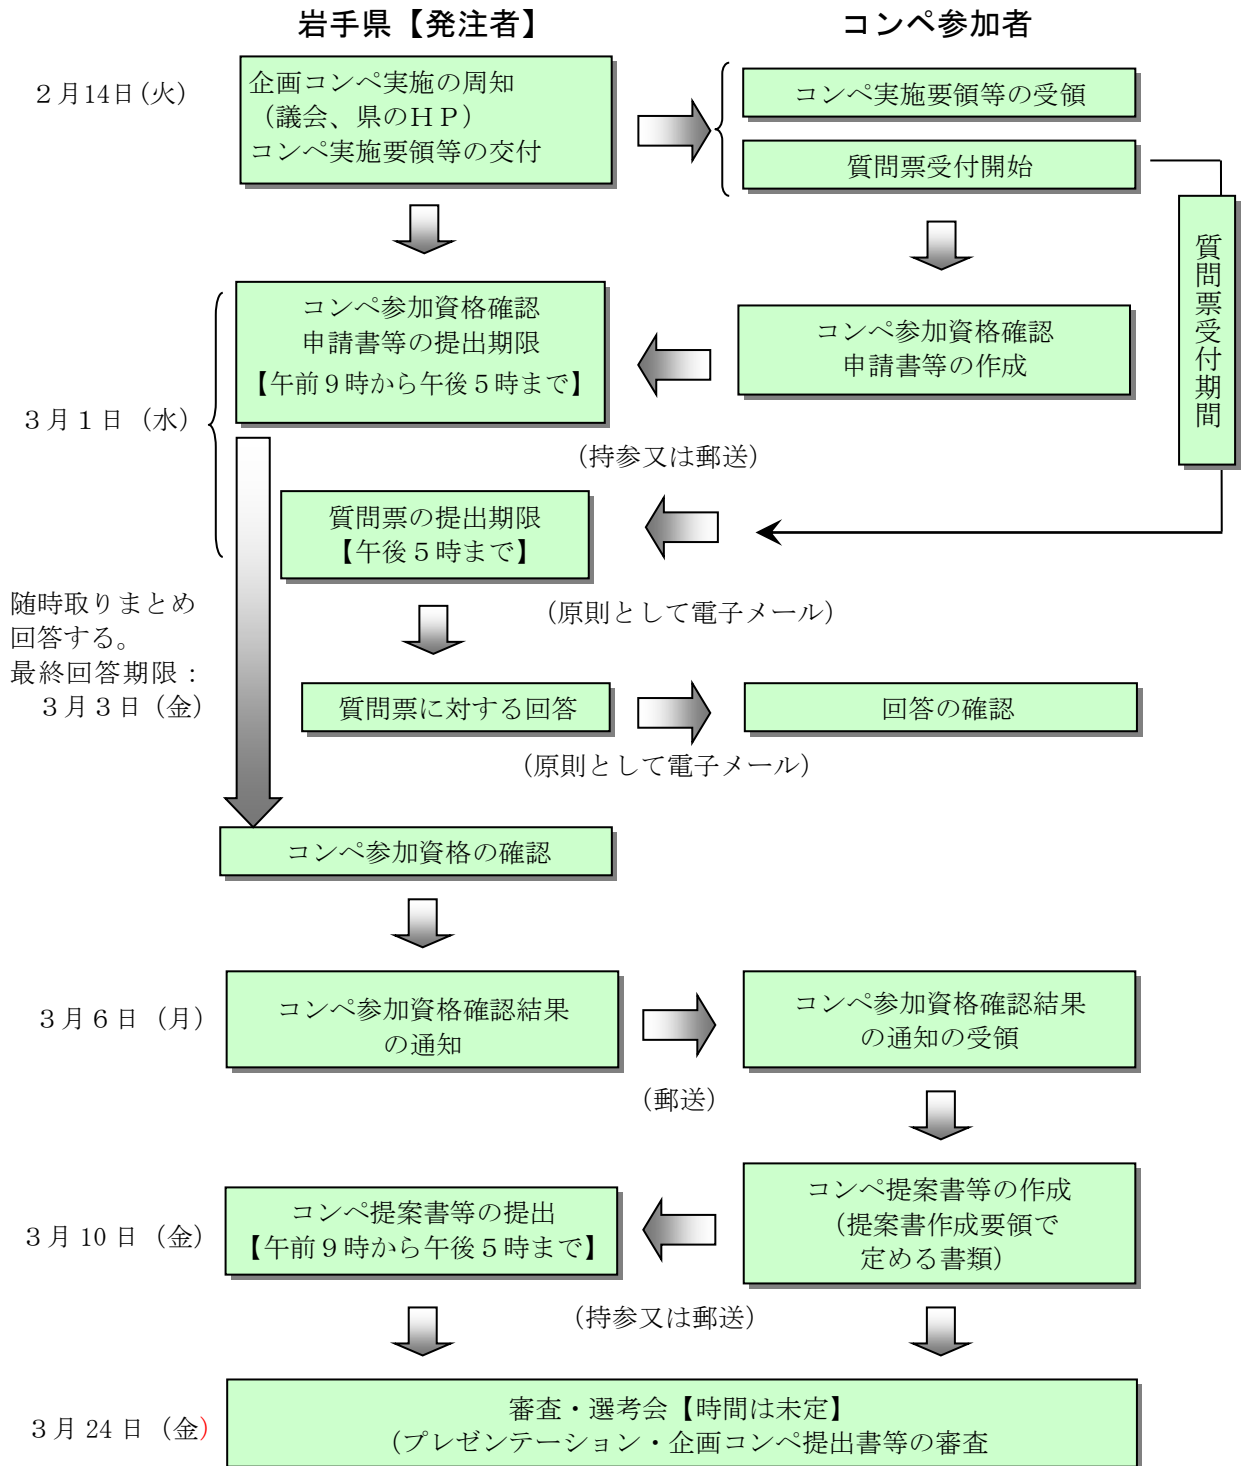 岩手県【発注者】
コンペ参加者
２月14日(火)
企画コンペ実施の周知
（議会、県のＨＰ）
コンペ実施要領等の交付
コンペ実施要領等の受領
質問票受付開始
質問票受付期間
コンペ参加資格確認
申請書等の提出期限
【午前９時から午後５時まで】
コンペ参加資格確認
申請書等の作成
３月１日（水）
（持参又は郵送）
質問票の提出期限
【午後５時まで】
随時取りまとめ
回答する。
最終回答期限：
３月３日（金）
（原則として電子メール）
質問票に対する回答
回答の確認
（原則として電子メール）
コンペ参加資格の確認
３月６日（月）
コンペ参加資格確認結果
の通知
コンペ参加資格確認結果
の通知の受領
（郵送）
３月 10 日（金）
コンペ提案書等の提出
【午前９時から午後５時まで】
コンペ提案書等の作成
（提案書作成要領で
定める書類）
（持参又は郵送）
３月 24 日（金）
審査・選考会【時間は未定】
（プレゼンテーション・企画コンペ提出書等の審査